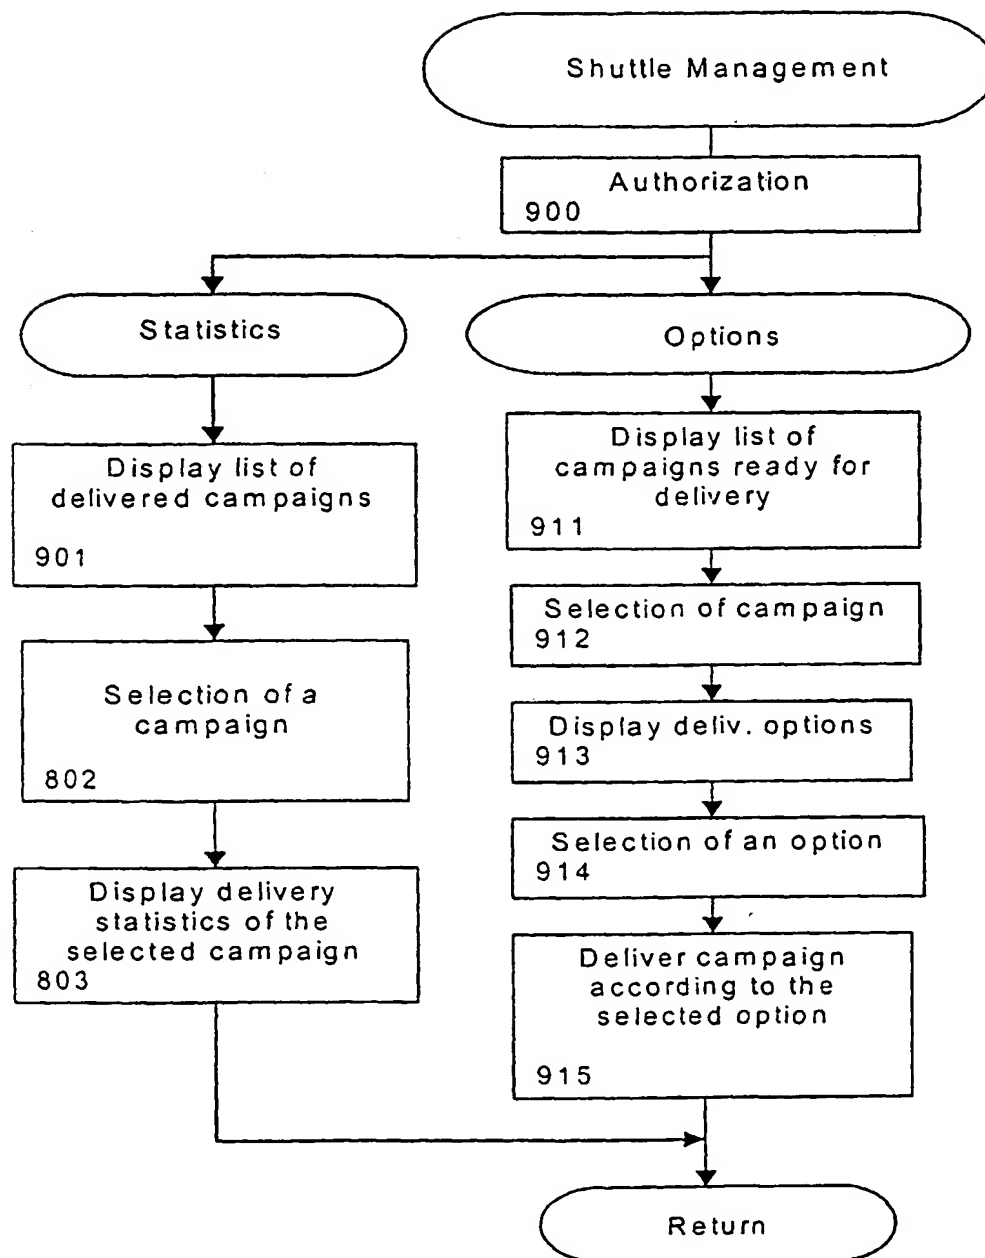 Shuttle Management
Authorization
900
Statistics
Display list of
delivered campaigns
901
Selection of a
campaign
802
Display delivery
statistics of the
selected campaign
803
Options
Display list of
campaigns ready for
delivery
911
Selection of campaign
912
Display deliv. options
913
Selection of an option
914
Deliver campaign
according to the
selected option
915
Return